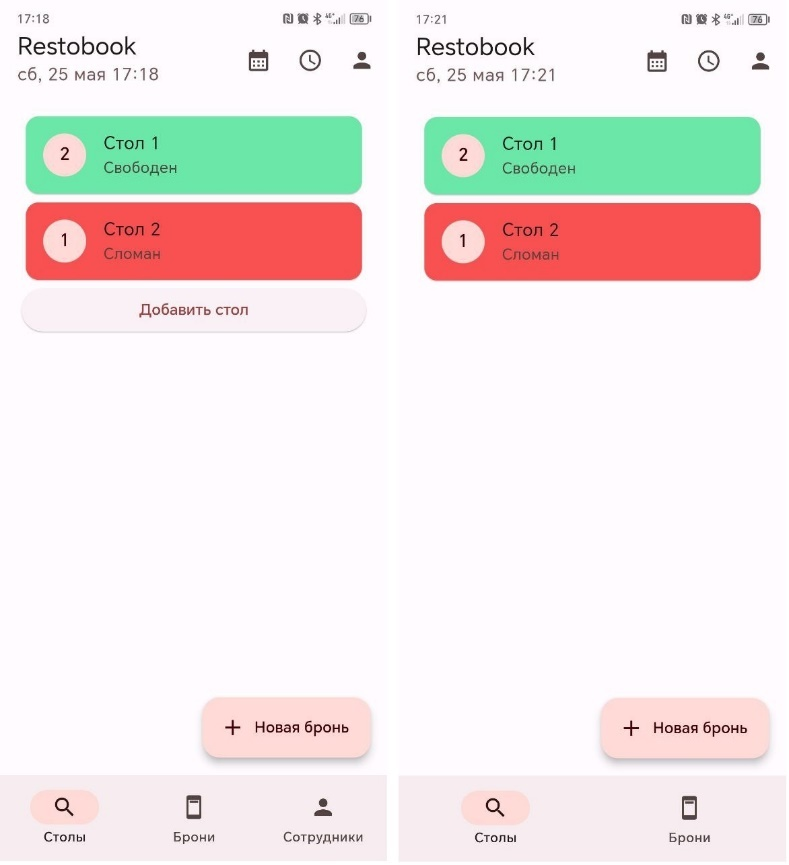 17:18
76
Restobook
сб, 25 мая 17:18
2
Стол 1
Свободен
1
Стол 2
Сломан
Добавить стол
+ Новая бронь
Столы
Брони
Сотрудники
17:21
76
Restobook
сб, 25 мая 17:21
2
Стол 1
Свободен
1
Стол 2
Сломан
+ Новая бронь
Столы
Брони